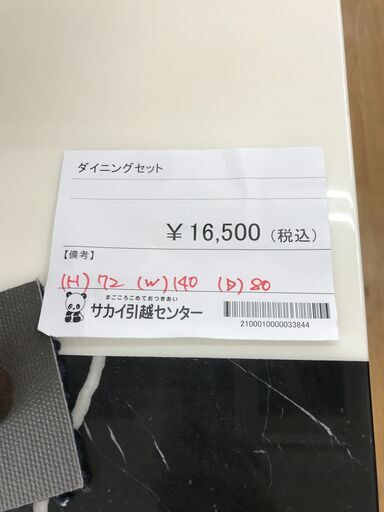 ダイニングセット
¥16,500(税込)
【備考】
(H)72 (W)140 (D)80
まごころこめておつきあい
サカイ引越センター
2100010000033844